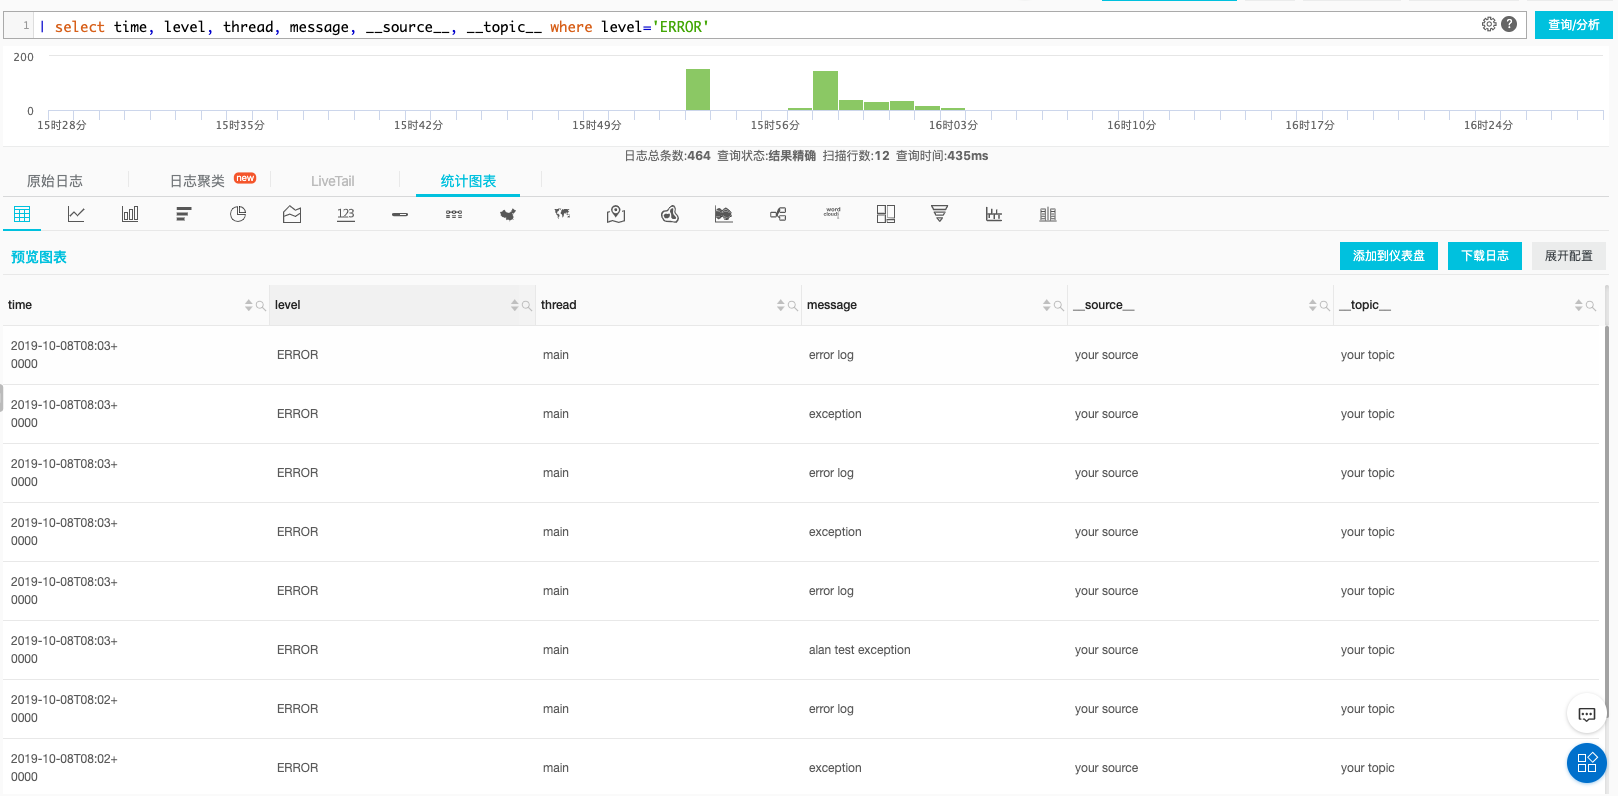 1 | select time, level, thread, message, __source__, __topic__ where level='ERROR'
查询/分析
200
0
15时28分 15时35分 15时42分 15时49分 15时56分 16时03分 16时10分 16时17分 16时24分
日志总条数:464 查询状态:结果精确 扫描行数:12 查询时间:435ms
原始日志 日志聚类 new LiveTail 统计图表
123
word
cloud
预览图表 添加到仪表盘 下载日志 展开配置
time level thread message __source__ __topic__
2019-10-08T08:03+
0000 ERROR main error log your source your topic
2019-10-08T08:03+
0000 ERROR main exception your source your topic
2019-10-08T08:03+
0000 ERROR main error log your source your topic
2019-10-08T08:03+
0000 ERROR main exception your source your topic
2019-10-08T08:03+
0000 ERROR main error log your source your topic
2019-10-08T08:03+
0000 ERROR main alan test exception your source your topic
2019-10-08T08:02+
0000 ERROR main error log your source your topic
2019-10-08T08:02+
0000 ERROR main exception your source your topic